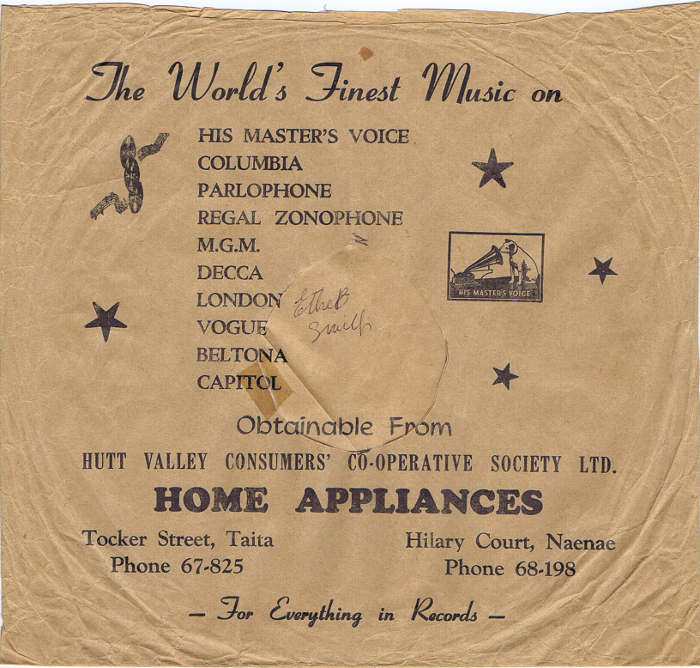 The World's Finest Music on
HIS MASTER'S VOICE
COLUMBIA
PARLOPHONE
REGAL ZONOPHONE
M.G.M.
DECCA
LONDON
VOGUE
BELTONA
CAPITOL
HIS MASTER'S VOICE
Smith
Obtainable From
HUTT VALLEY CONSUMERS' CO-OPERATIVE SOCIETY LTD.
HOME APPLIANCES
Tocker Street, Taita
Phone 67-825
Hilary Court, Naenae
Phone 68-198
– For Everything in Records –